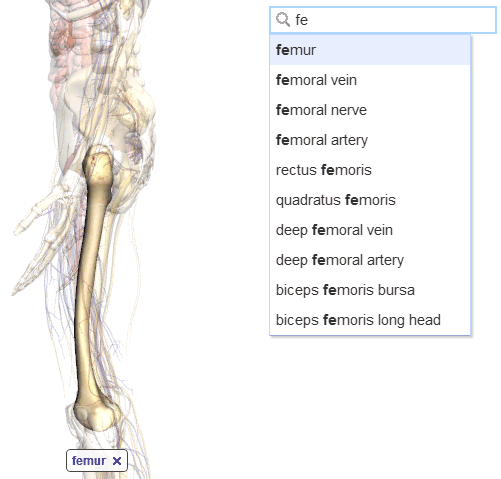 fe
femur
femoral vein
femoral nerve
femoral artery
rectus femoris
quadratus femoris
deep femoral vein
deep femoral artery
biceps femoris bursa
biceps femoris long head
femur ×